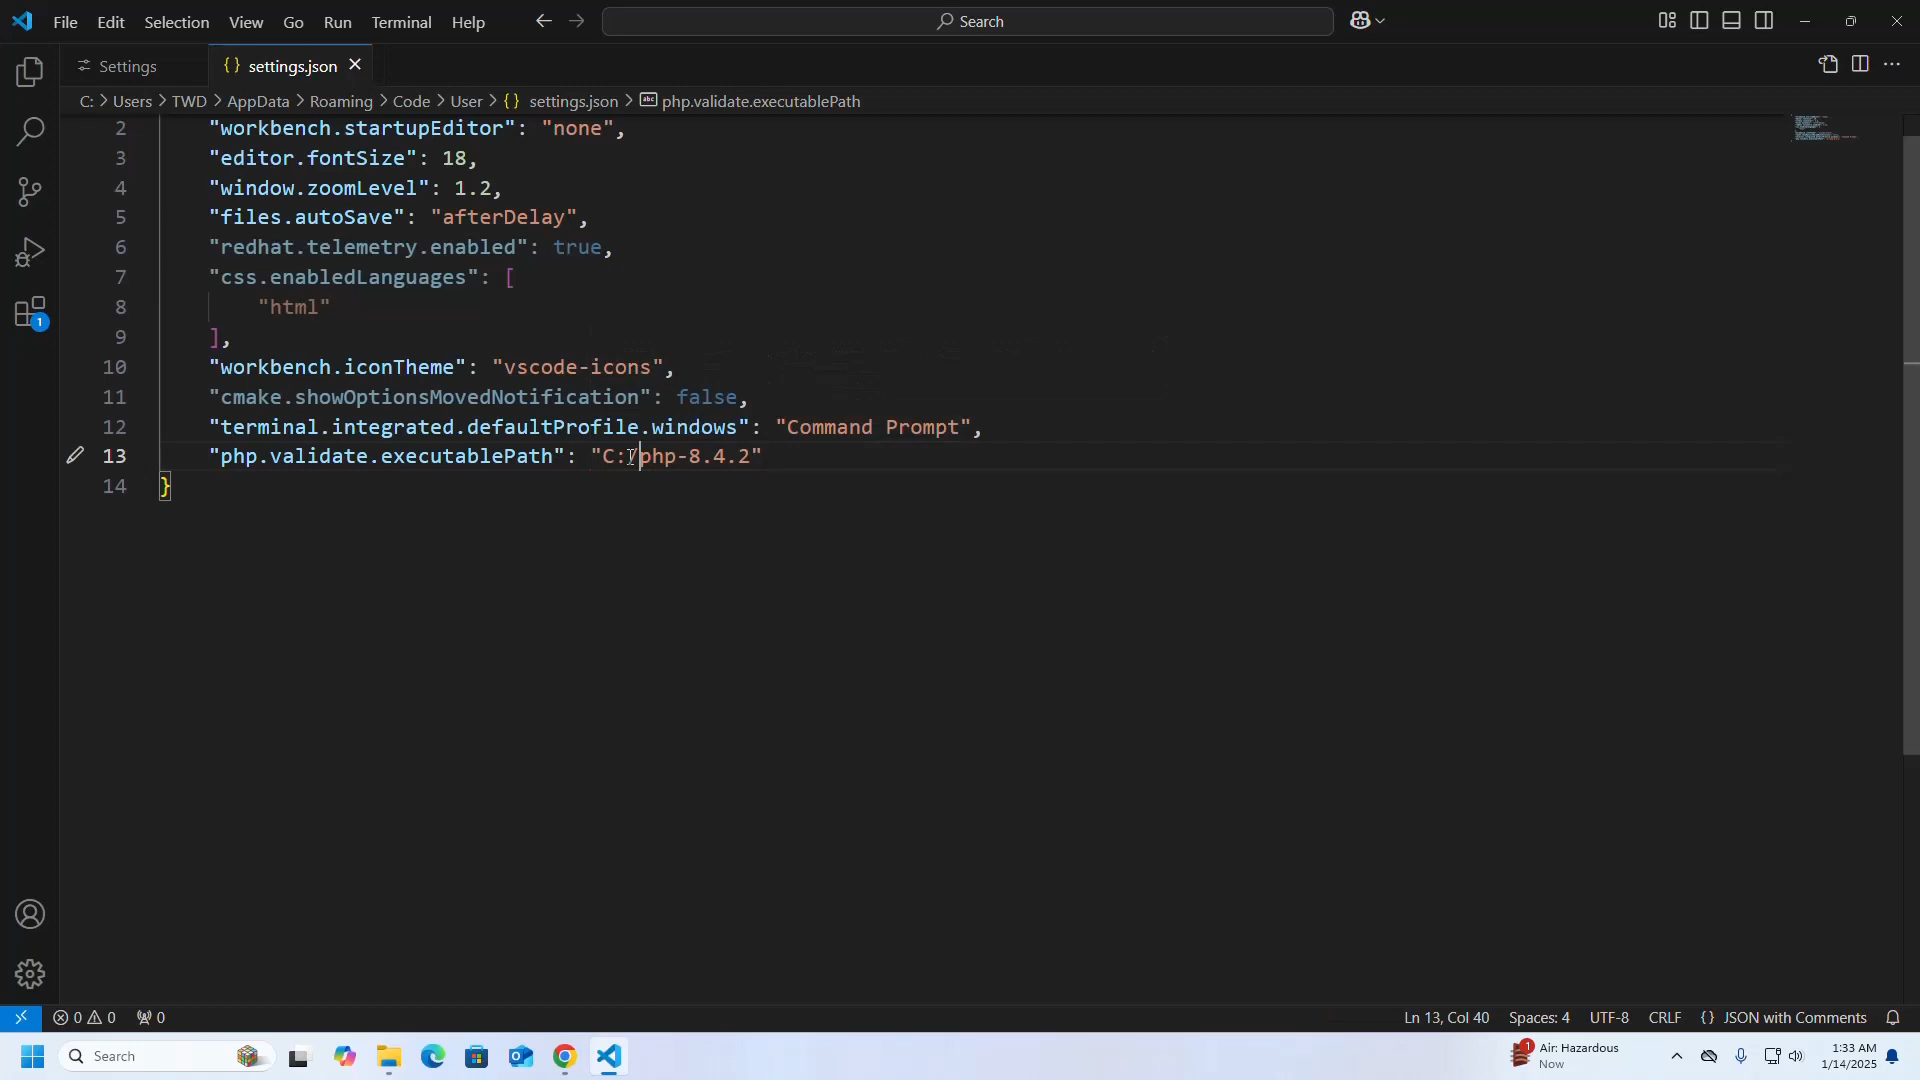 File Edit Selection View Go Run Terminal Help Search
Settings settings.json
C: > Users > TWD > AppData > Roaming > Code > User > {} settings.json > abc php.validate.executablePath
2 "workbench.startupEditor": "none",
3 "editor.fontSize": 18,
4 "window.zoomLevel": 1.2,
5 "files.autoSave": "afterDelay",
6 "redhat.telemetry.enabled": true,
7 "css.enabledLanguages": [
8 "html"
9 ],
10 "workbench.iconTheme": "vscode-icons",
11 "cmake.showOptionsMovedNotification": false,
12 "terminal.integrated.defaultProfile.windows": "Command Prompt",
13 "php.validate.executablePath": "C:/php-8.4.2"
14 }
1
0 0 0 Ln 13, Col 40 Spaces: 4 UTF-8 CRLF {} JSON with Comments
Search 1 Air: Hazardous 1:33 AM
Now 1/14/2025